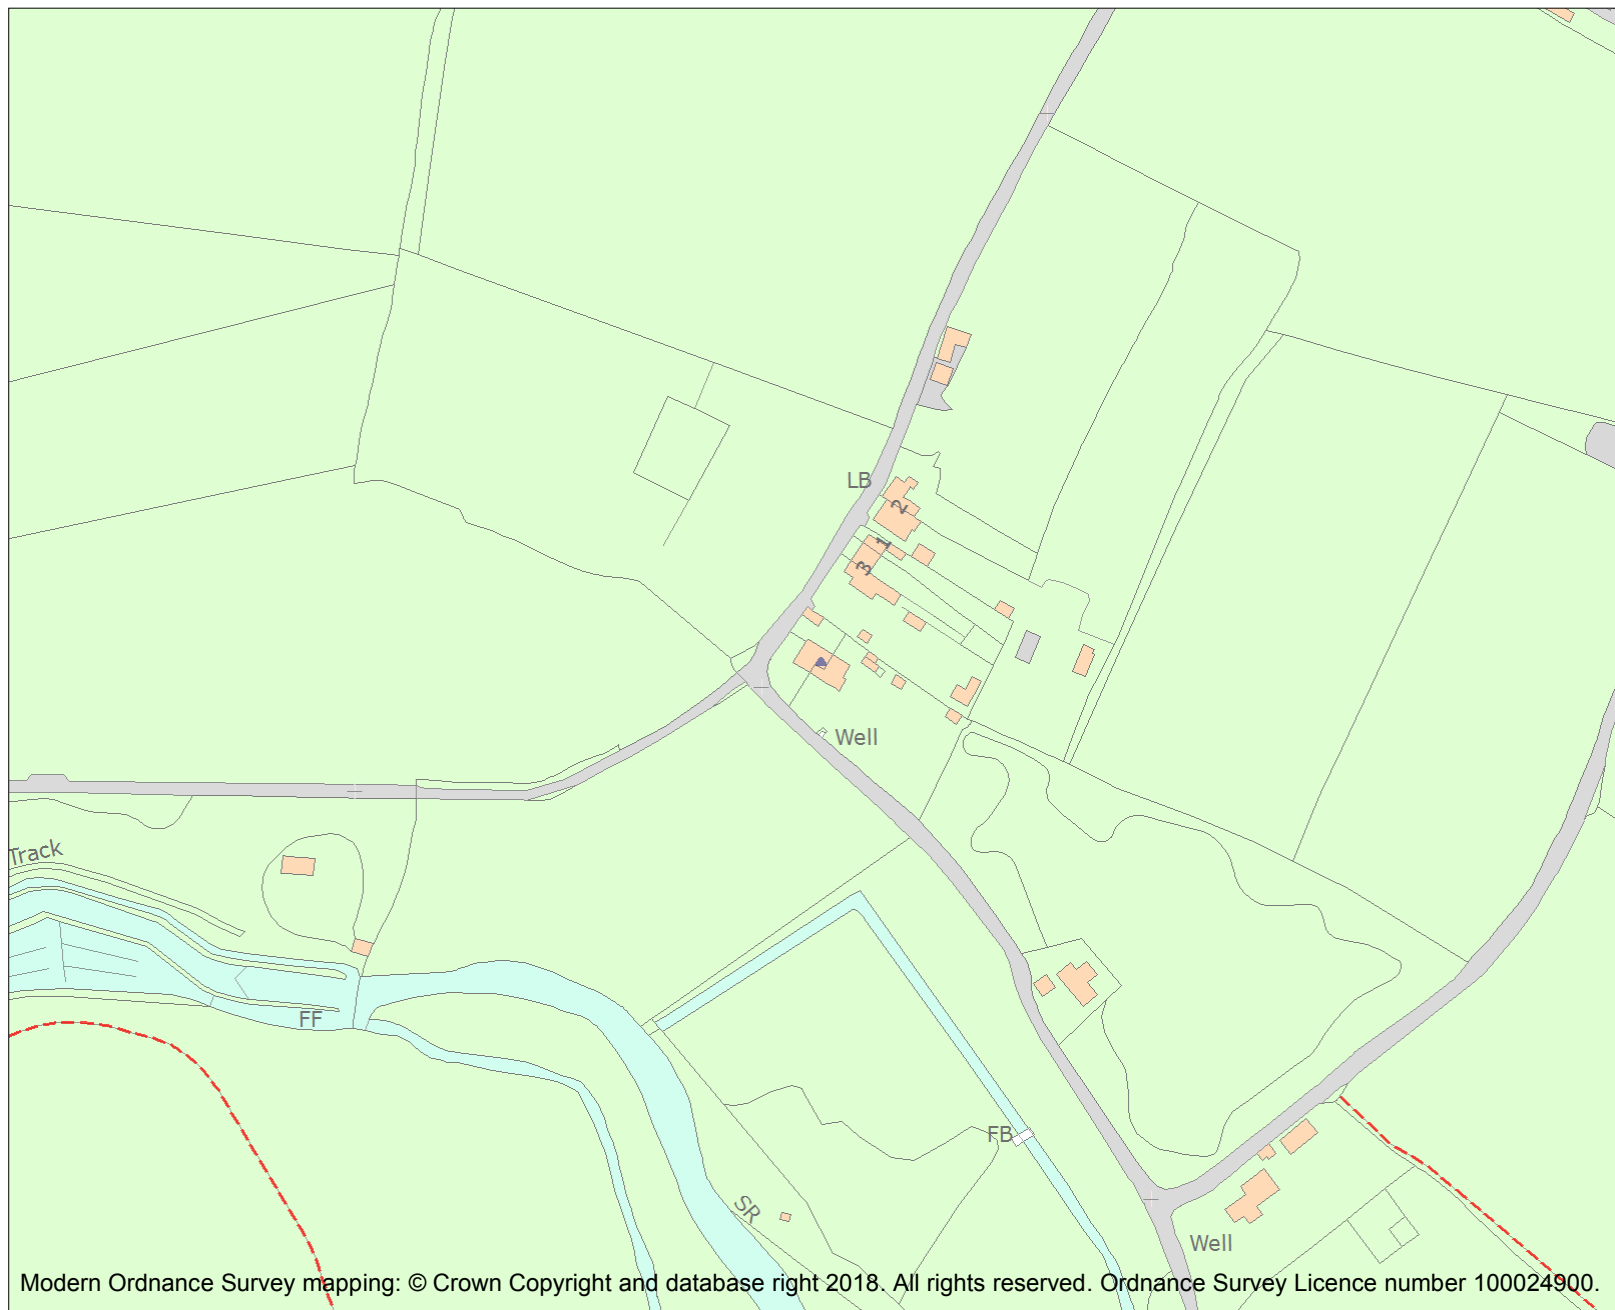 LB
2
1
3
Well
Track
FF
FB
SR
Well
Modern Ordnance Survey mapping: © Crown Copyright and database right 2018. All rights reserved. Ordnance Survey Licence number 100024900.